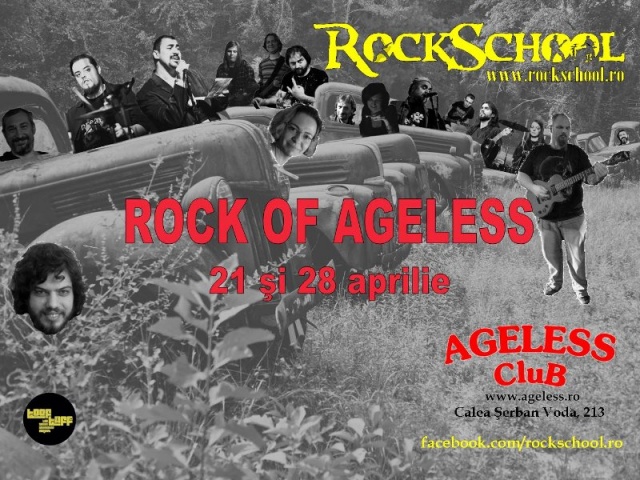 ROCKSCHOOL
www.rockschool.ro
ROCK OF AGELESS
21 şi 28 aprilie
AGELESS
CluB
www.ageless.ro
Calea Şerban Voda, 213
facebook.com/rockschool.ro